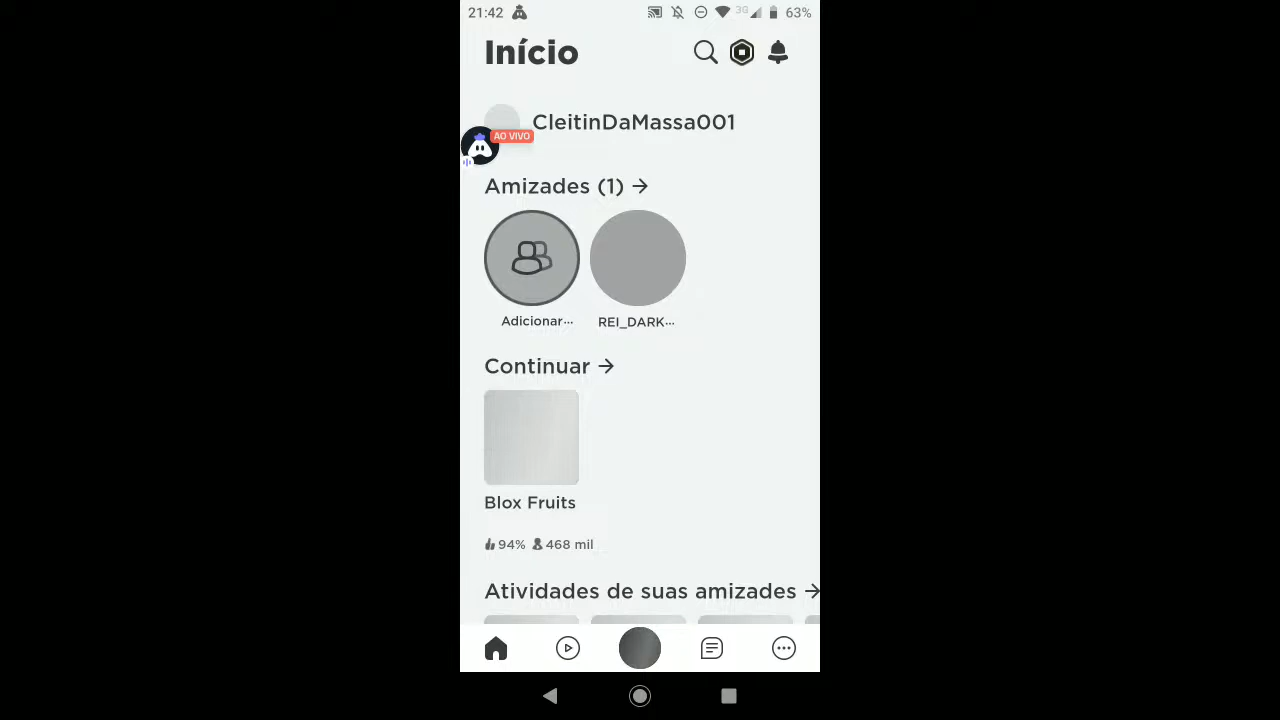 21:42
3G
63%
Início
CleitinDaMassa001
AO VIVO
Amizades (1) →
Adicionar...
REI_DARK...
Continuar →
Blox Fruits
94% 468 mil
Atividades de suas amizades →